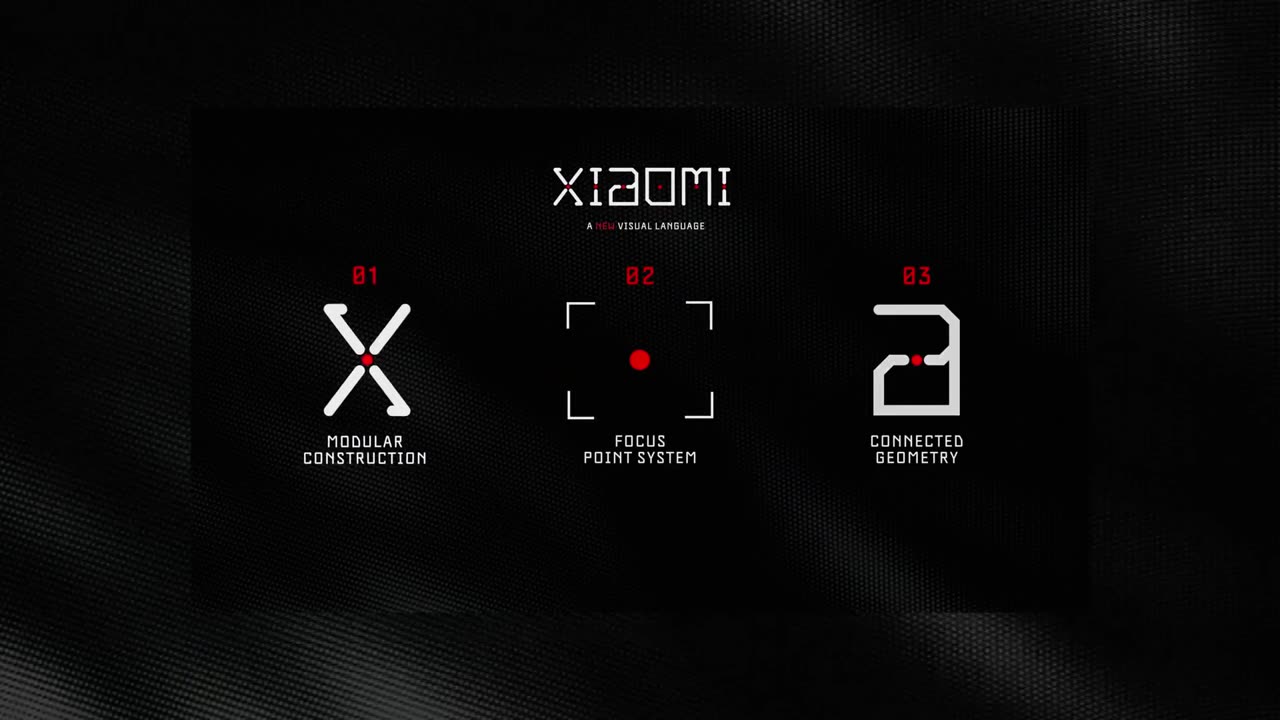 XIAOMI
A NEW VISUAL LANGUAGE
01
X
MODULAR
CONSTRUCTION
02
FOCUS
POINT SYSTEM
03
a
CONNECTED
GEOMETRY